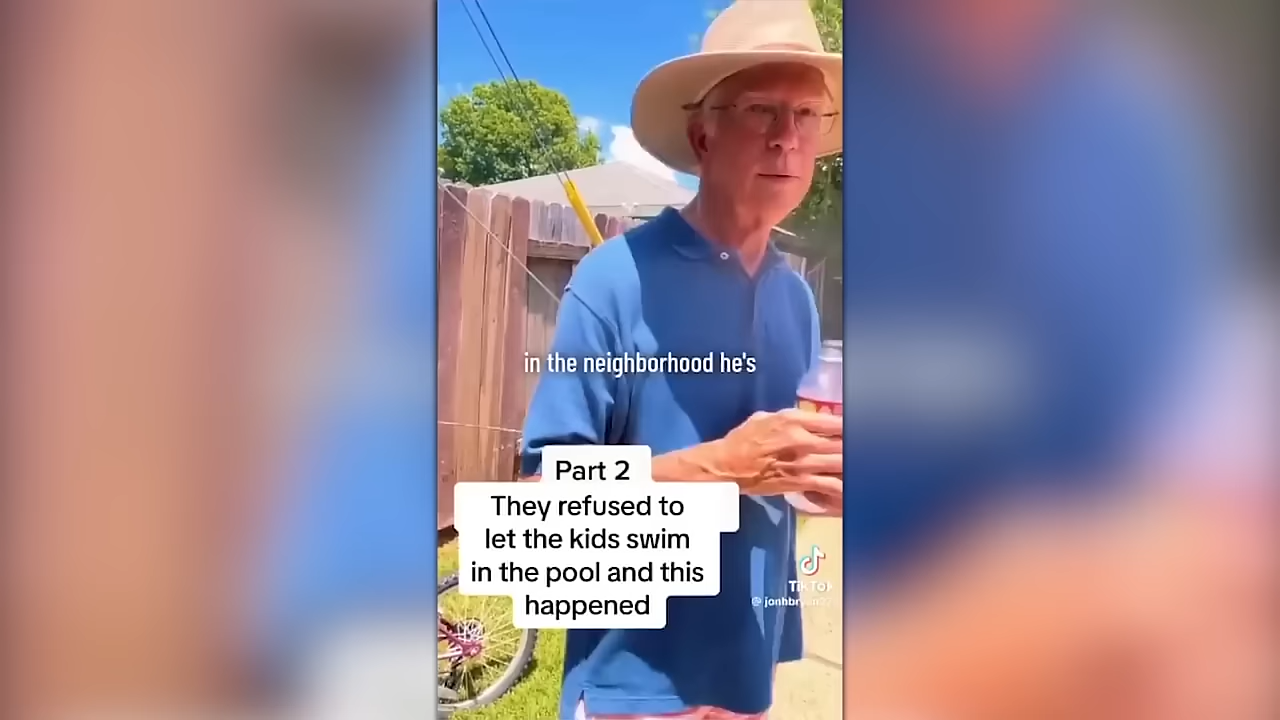 in the neighborhood he's
Part 2
They refused to
let the kids swim
in the pool and this
happened
TikTok